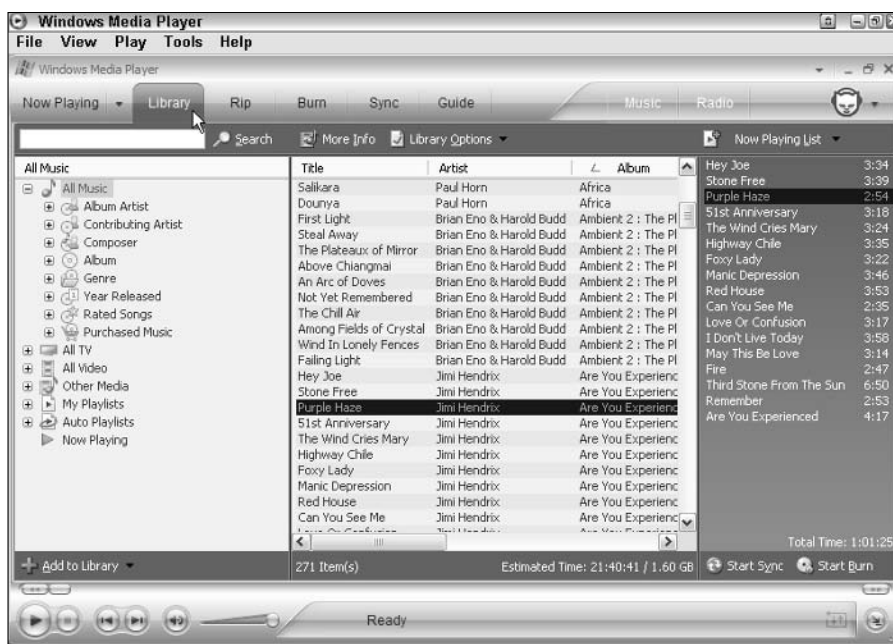 Windows Media Player
File View Play Tools Help
Windows Media Player
Now Playing Library Rip Burn Sync Guide Music Radio
Search More Info Library Options Now Playing List
All Music
All Music
Album Artist
Contributing Artist
Composer
Album
Genre
Year Released
Rated Songs
Purchased Music
All TV
All Video
Other Media
My Playlists
Auto Playlists
Now Playing
Add to Library
Title Artist Album
Salikara Paul Horn Africa
Dounya Paul Horn Africa
First Light Brian Eno & Harold Budd Ambient 2 : The Pl
Steal Away Brian Eno & Harold Budd Ambient 2 : The Pl
The Plateaux of Mirror Brian Eno & Harold Budd Ambient 2 : The Pl
Above Chiangmai Brian Eno & Harold Budd Ambient 2 : The Pl
An Arc of Doves Brian Eno & Harold Budd Ambient 2 : The Pl
Not Yet Remembered Brian Eno & Harold Budd Ambient 2 : The Pl
The Chill Air Brian Eno & Harold Budd Ambient 2 : The Pl
Among Fields of Crystal Brian Eno & Harold Budd Ambient 2 : The Pl
Wind In Lonely Fences Brian Eno & Harold Budd Ambient 2 : The Pl
Failing Light Brian Eno & Harold Budd Ambient 2 : The Pl
Hey Joe Jimi Hendrix Are You Experienc
Stone Free Jimi Hendrix Are You Experienc
Purple Haze Jimi Hendrix Are You Experienc
51st Anniversary Jimi Hendrix Are You Experienc
The Wind Cries Mary Jimi Hendrix Are You Experienc
Highway Chile Jimi Hendrix Are You Experienc
Foxy Lady Jimi Hendrix Are You Experienc
Manic Depression Jimi Hendrix Are You Experienc
Red House Jimi Hendrix Are You Experienc
Can You See Me Jimi Hendrix Are You Experienc
271 Item(s) Estimated Time: 21:40:41 / 1.60 GB
Hey Joe 3:34
Stone Free 3:39
Purple Haze 2:54
51st Anniversary 3:18
The Wind Cries Mary 3:24
Highway Chile 3:35
Foxy Lady 3:22
Manic Depression 3:46
Red House 3:53
Can You See Me 2:35
Love Or Confusion 3:17
I Don't Live Today 3:58
May This Be Love 3:14
Fire 2:47
Third Stone From The Sun 6:50
Remember 2:53
Are You Experienced 4:17
Total Time: 1:01:25
Start Sync Start Burn
Ready